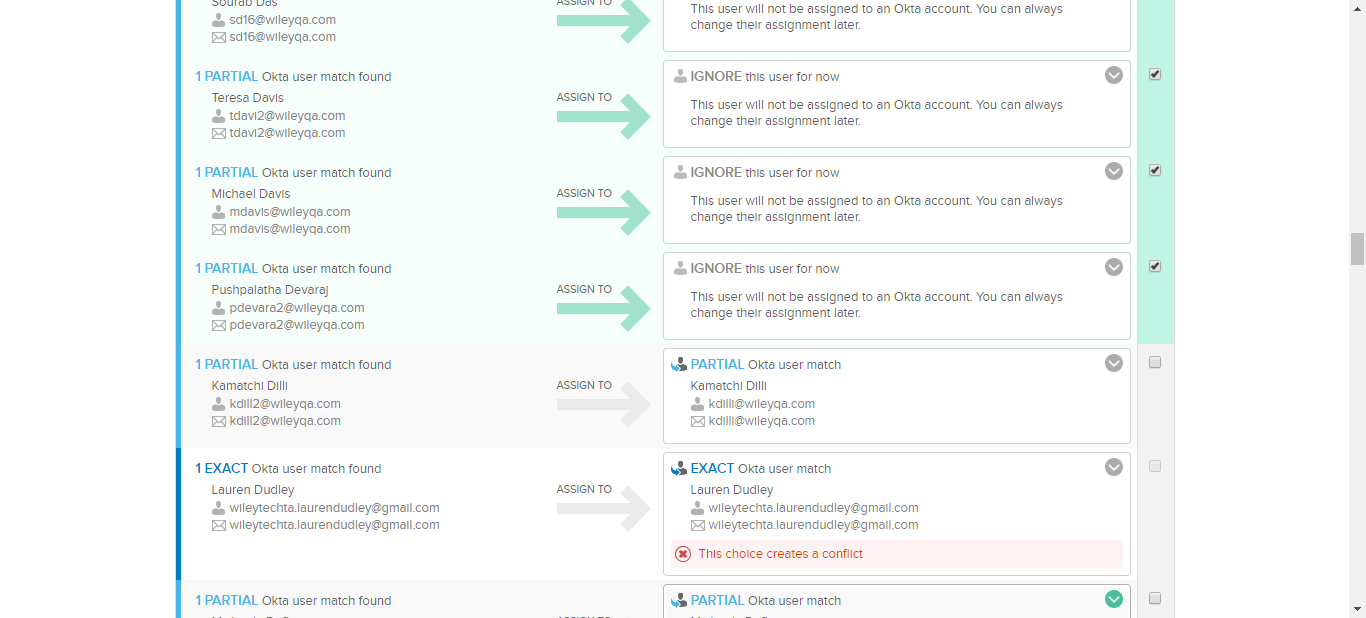 Sourab Das
sd16@wileyqa.com
sd16@wileyqa.com
ASSIGN TO
This user will not be assigned to an Okta account. You can always
change their assignment later.
1 PARTIAL Okta user match found
Teresa Davis
tdavi2@wileyqa.com
tdavi2@wileyqa.com
ASSIGN TO
IGNORE this user for now
This user will not be assigned to an Okta account. You can always
change their assignment later.
1 PARTIAL Okta user match found
Michael Davis
mdavis@wileyqa.com
mdavis@wileyqa.com
ASSIGN TO
IGNORE this user for now
This user will not be assigned to an Okta account. You can always
change their assignment later.
1 PARTIAL Okta user match found
Pushpalatha Devaraj
pdevara2@wileyqa.com
pdevara2@wileyqa.com
ASSIGN TO
IGNORE this user for now
This user will not be assigned to an Okta account. You can always
change their assignment later.
1 PARTIAL Okta user match found
Kamatchi Dilli
kdilli2@wileyqa.com
kdilli2@wileyqa.com
ASSIGN TO
PARTIAL Okta user match
Kamatchi Dilli
kdilli@wileyqa.com
kdilli@wileyqa.com
1 EXACT Okta user match found
Lauren Dudley
wileytechta.laurendudley@gmail.com
wileytechta.laurendudley@gmail.com
ASSIGN TO
EXACT Okta user match
Lauren Dudley
wileytechta.laurendudley@gmail.com
wileytechta.laurendudley@gmail.com
This choice creates a conflict
1 PARTIAL Okta user match found
PARTIAL Okta user match